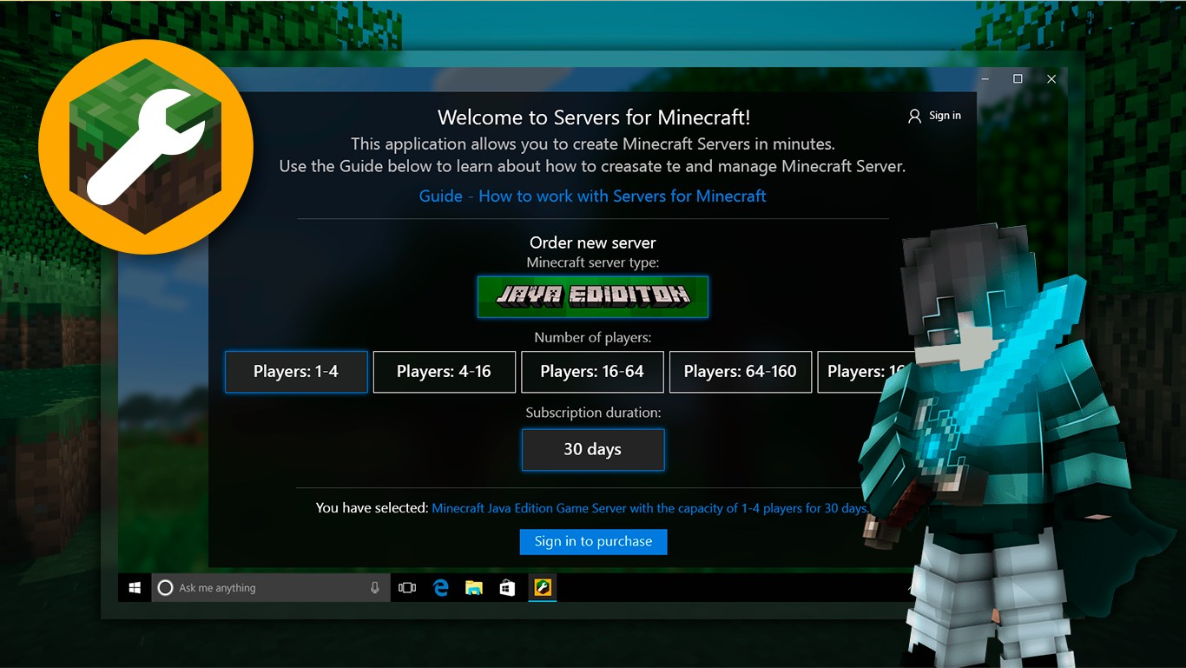 Welcome to Servers for Minecraft!
Sign in
This application allows you to create Minecraft Servers in minutes.
Use the Guide below to learn about how to creasate te and manage Minecraft Server.
Guide - How to work with Servers for Minecraft
Order new server
Minecraft server type:
JAVA EDIDITON
Number of players:
Players: 1-4 Players: 4-16 Players: 16-64 Players: 64-160 Players:
Subscription duration:
30 days
You have selected: Minecraft Java Edition Game Server with the capacity of 1-4 players for 30 days.
Sign in to purchase
Ask me anything